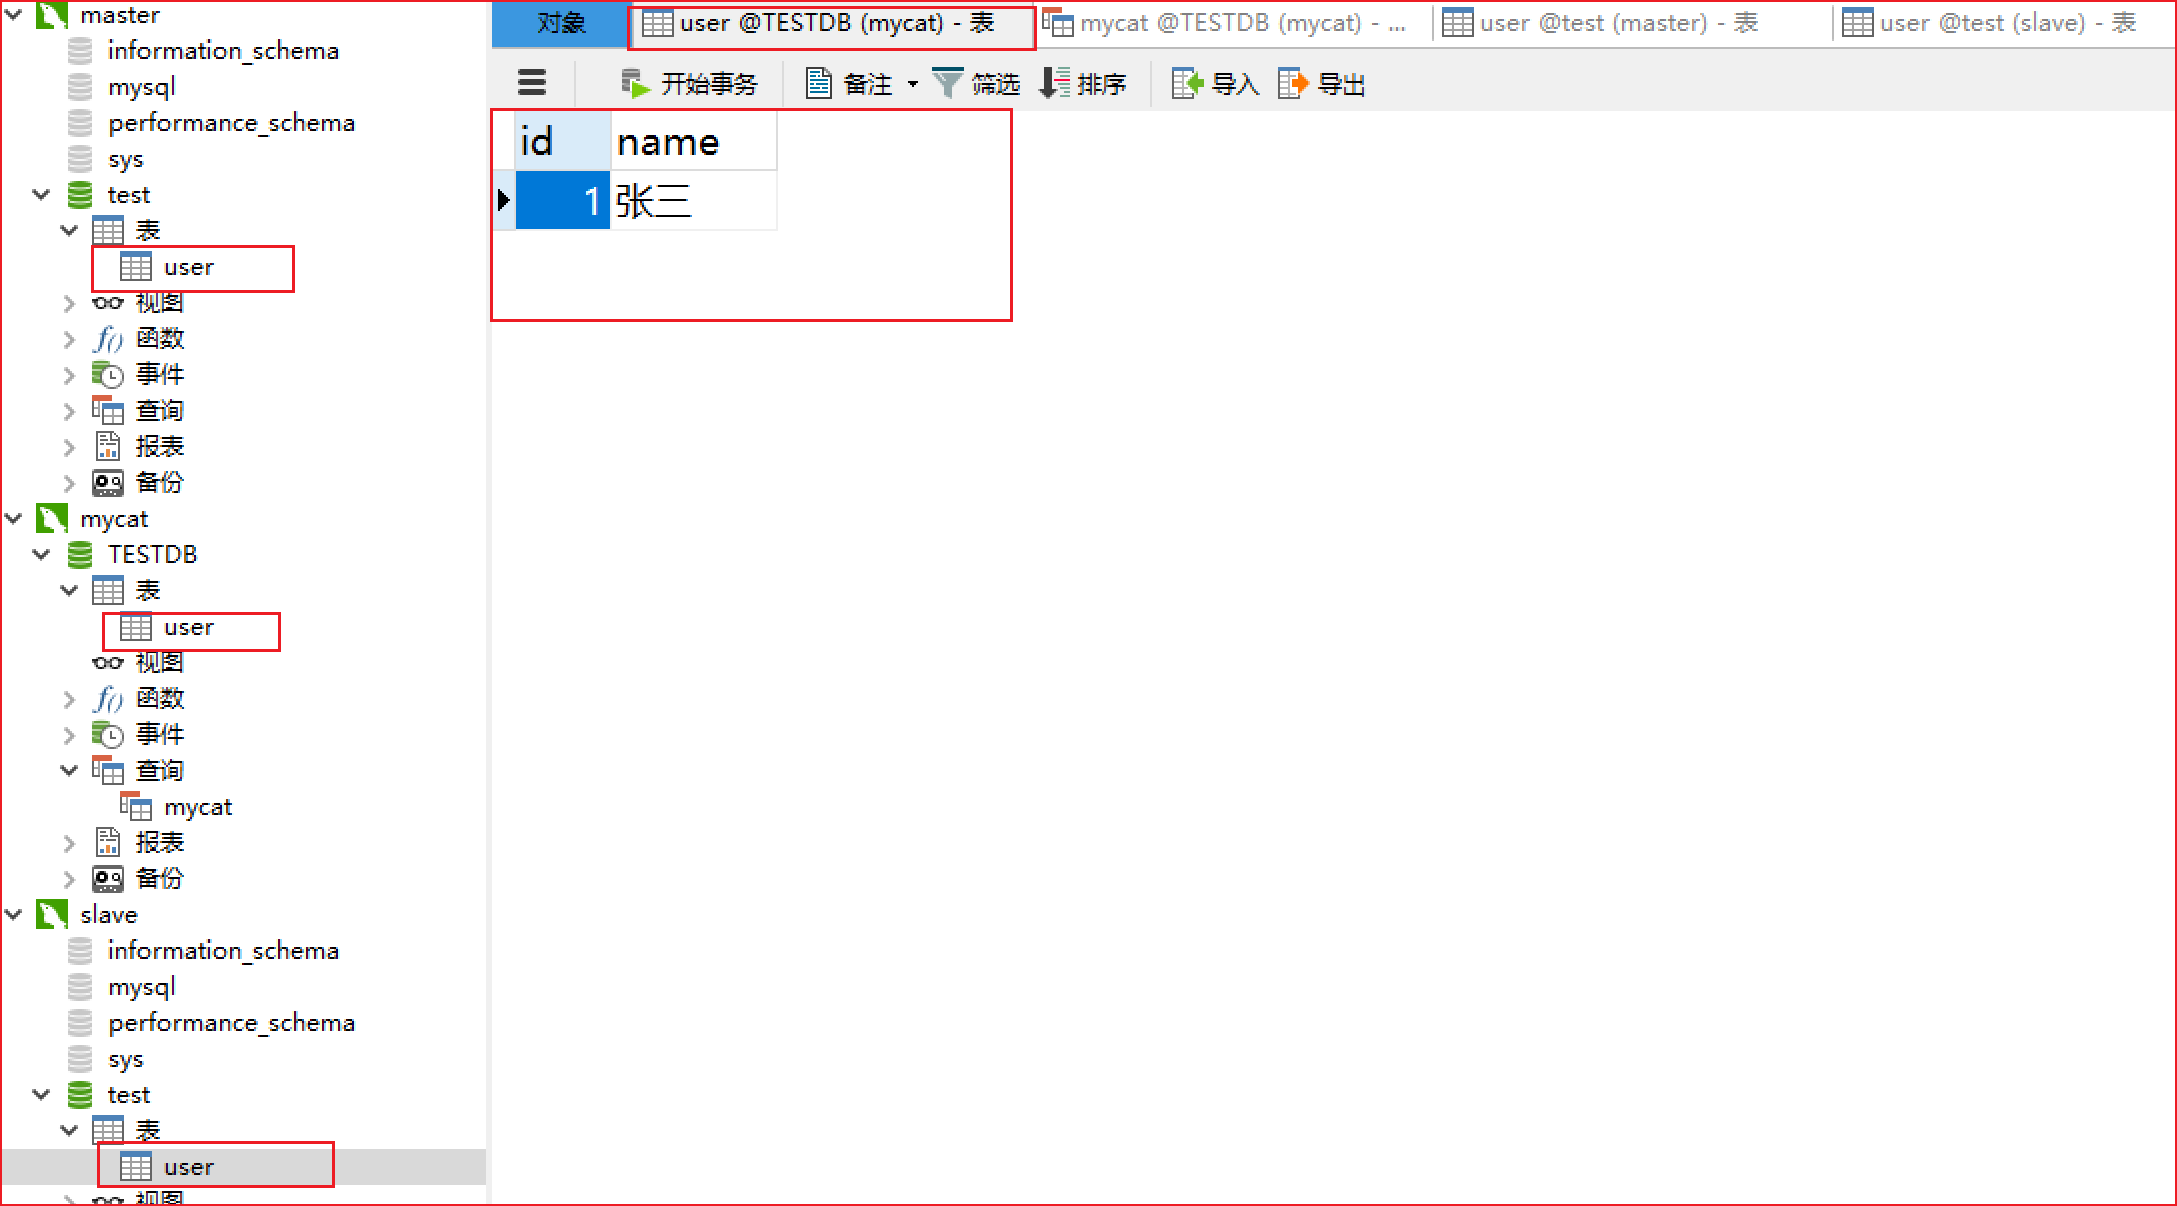 master
information_schema
mysql
performance_schema
sys
test
表
user
视图
函数
事件
查询
报表
备份
mycat
TESTDB
表
user
视图
函数
事件
查询
mycat
报表
备份
slave
information_schema
mysql
performance_schema
sys
test
表
user
视图
对象 user @TESTDB (mycat) - 表 mycat @TESTDB (mycat) - ... user @test (master) - 表 user @test (slave) - 表
开始事务 备注 筛选 排序 导入 导出
id name
1 张三